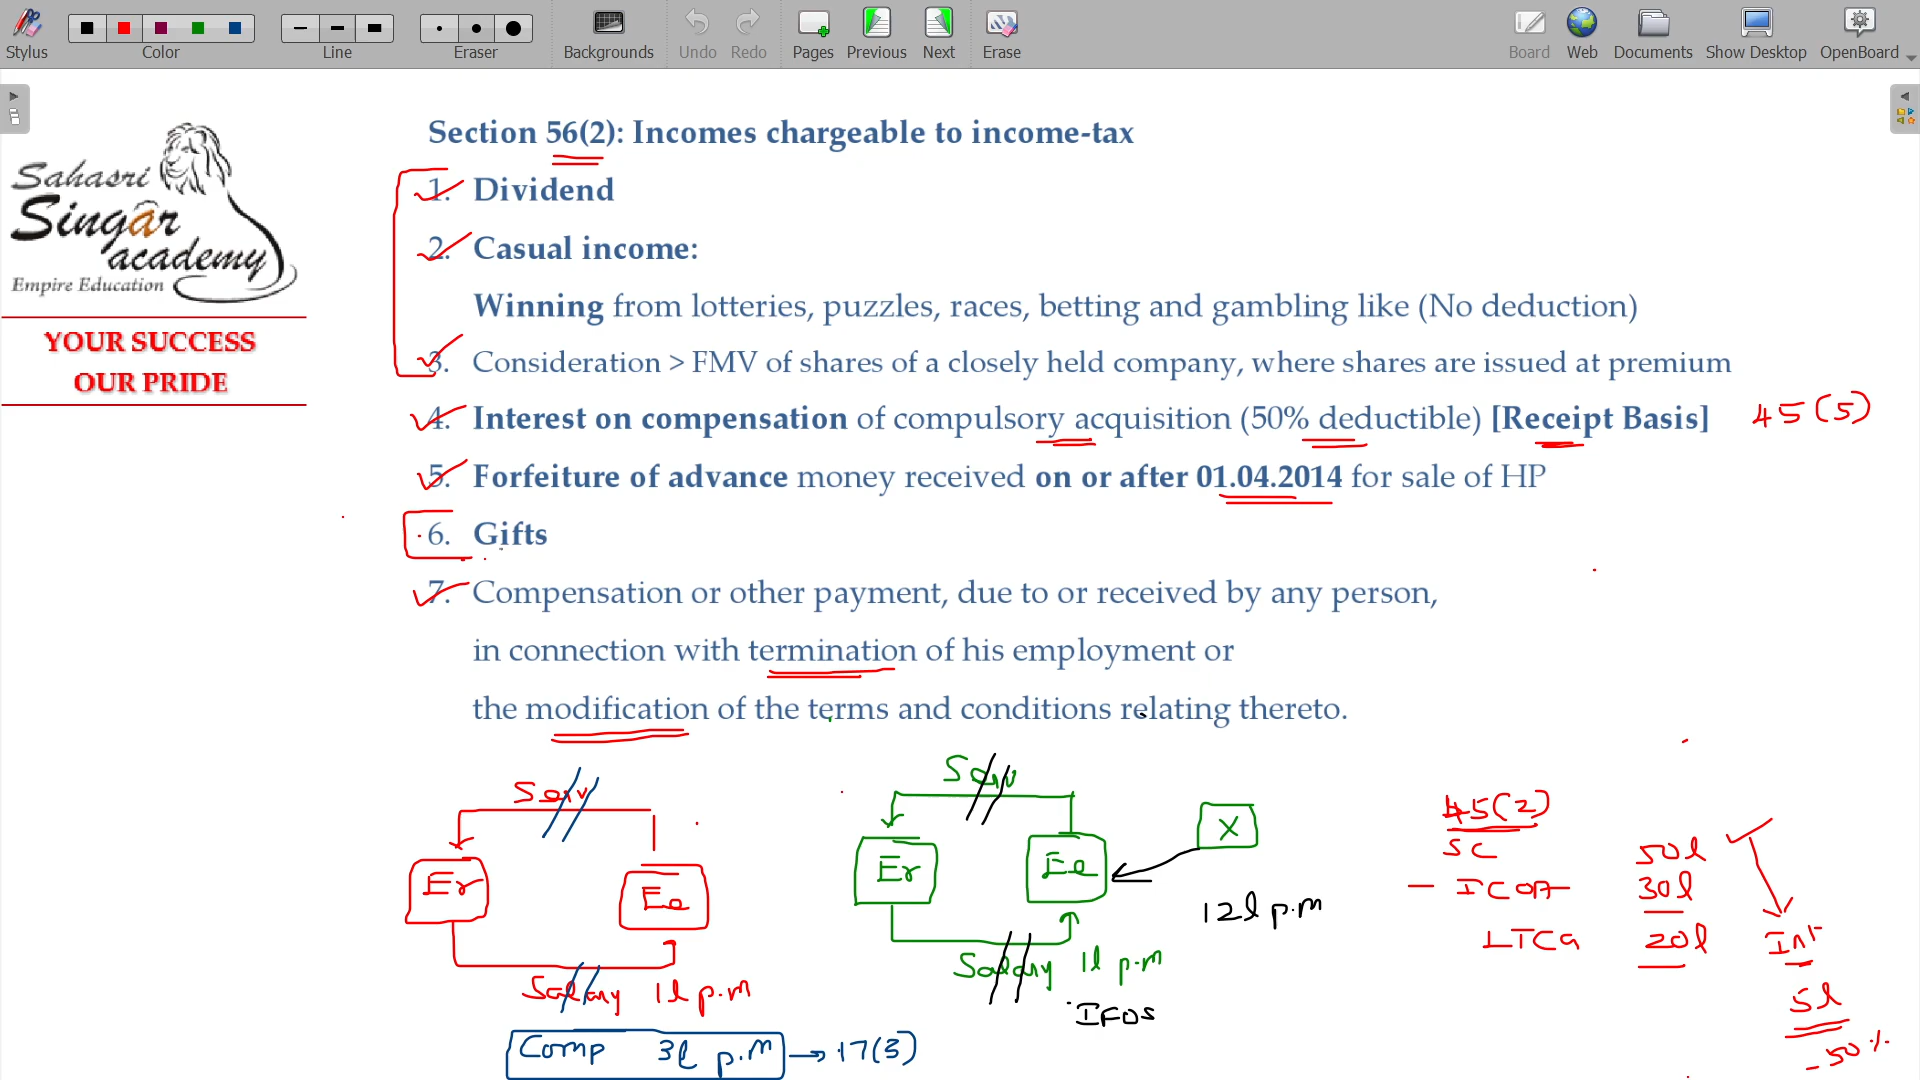 Stylus
Color
Line
Eraser
Backgrounds
Undo
Redo
Pages
Previous
Next
Erase
Board
Web
Documents
Show Desktop
OpenBoard
Sahasri
Singar
academy
Empire Education
YOUR SUCCESS
OUR PRIDE
Section 56(2): Incomes chargeable to income-tax
1. Dividend
2. Casual income:
Winning from lotteries, puzzles, races, betting and gambling like (No deduction)
3. Consideration > FMV of shares of a closely held company, where shares are issued at premium
4. Interest on compensation of compulsory acquisition (50% deductible) [Receipt Basis] 45(5)
5. Forfeiture of advance money received on or after 01.04.2014 for sale of HP
6. Gifts
7. Compensation or other payment, due to or received by any person,
in connection with termination of his employment or
the modification of the terms and conditions relating thereto.
Serv
Er
Ee
Salary 1l p.m
Comp 3l p.m → 17(3)
Serv
Er
Ee
X
12l p.m
Salary 1l p.m
IFOS
45(2)
SC 50l
- ICOA 30l
LTCG 20l
Int
5l
- 50%